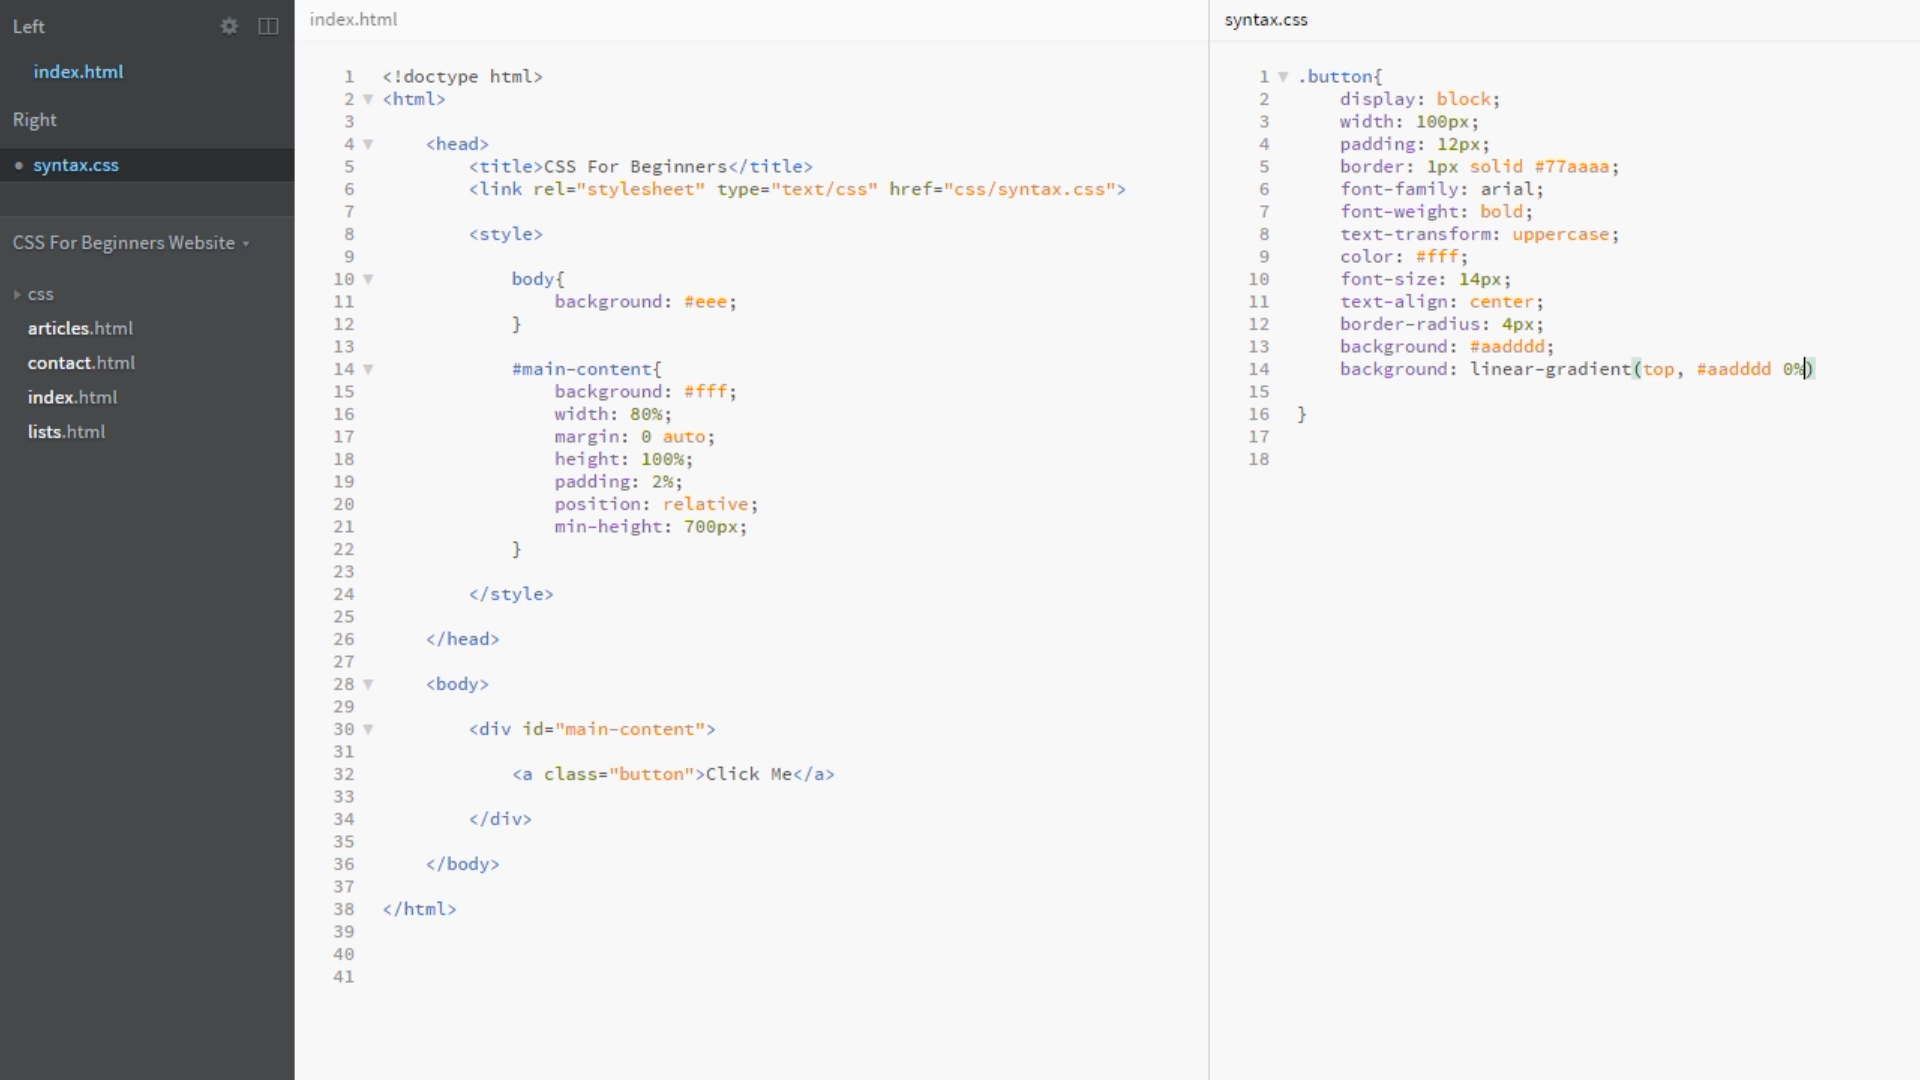 Left
index.html
Right
syntax.css
CSS For Beginners Website
css
articles.html
contact.html
index.html
lists.html
index.html
1 <!doctype html>
2 <html>
3
4 <head>
5 <title>CSS For Beginners</title>
6 <link rel="stylesheet" type="text/css" href="css/syntax.css">
7
8 <style>
9
10 body{
11 background: #eee;
12 }
13
14 #main-content{
15 background: #fff;
16 width: 80%;
17 margin: 0 auto;
18 height: 100%;
19 padding: 2%;
20 position: relative;
21 min-height: 700px;
22 }
23
24 </style>
25
26 </head>
27
28 <body>
29
30 <div id="main-content">
31
32 <a class="button">Click Me</a>
33
34 </div>
35
36 </body>
37
38 </html>
39
40
41
syntax.css
1 .button{
2 display: block;
3 width: 100px;
4 padding: 12px;
5 border: 1px solid #77aaaa;
6 font-family: arial;
7 font-weight: bold;
8 text-transform: uppercase;
9 color: #fff;
10 font-size: 14px;
11 text-align: center;
12 border-radius: 4px;
13 background: #aadddd;
14 background: linear-gradient(top, #aadddd 0%)
15
16 }
17
18